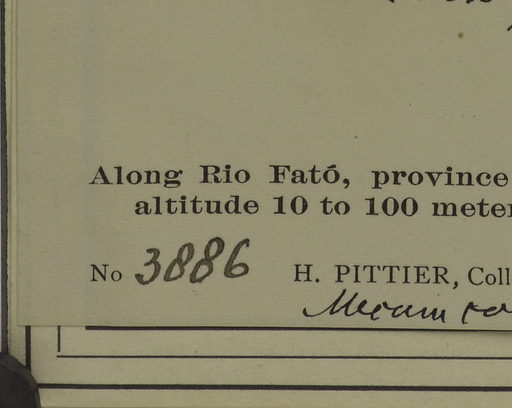 Along Rio Fató, province
altitude 10 to 100 meter
No 3886 H. PITTIER, Coll